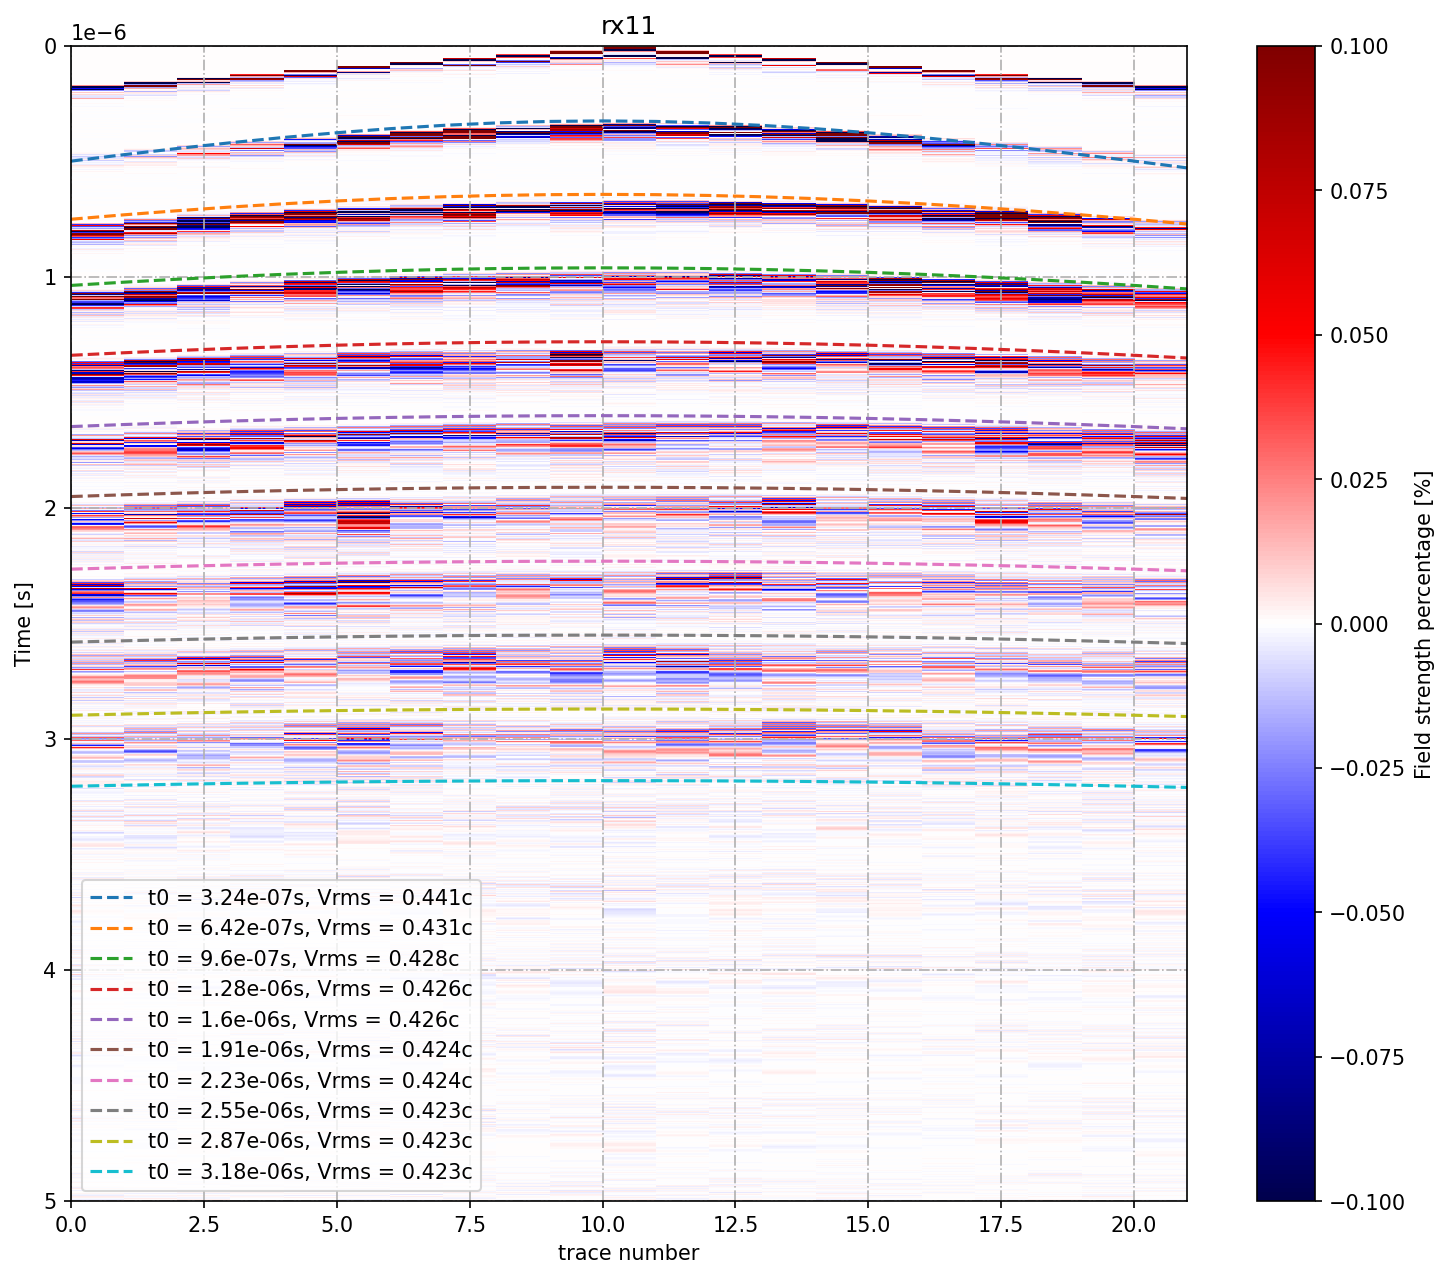 rx11
1e−6
0
1
2
3
4
5
Time [s]
0.0
2.5
5.0
7.5
10.0
12.5
15.0
17.5
20.0
trace number
t0 = 3.24e-07s, Vrms = 0.441c
t0 = 6.42e-07s, Vrms = 0.431c
t0 = 9.6e-07s, Vrms = 0.428c
t0 = 1.28e-06s, Vrms = 0.426c
t0 = 1.6e-06s, Vrms = 0.426c
t0 = 1.91e-06s, Vrms = 0.424c
t0 = 2.23e-06s, Vrms = 0.424c
t0 = 2.55e-06s, Vrms = 0.423c
t0 = 2.87e-06s, Vrms = 0.423c
t0 = 3.18e-06s, Vrms = 0.423c
0.100
0.075
0.050
0.025
0.000
−0.025
−0.050
−0.075
−0.100
Field strength percentage [%]